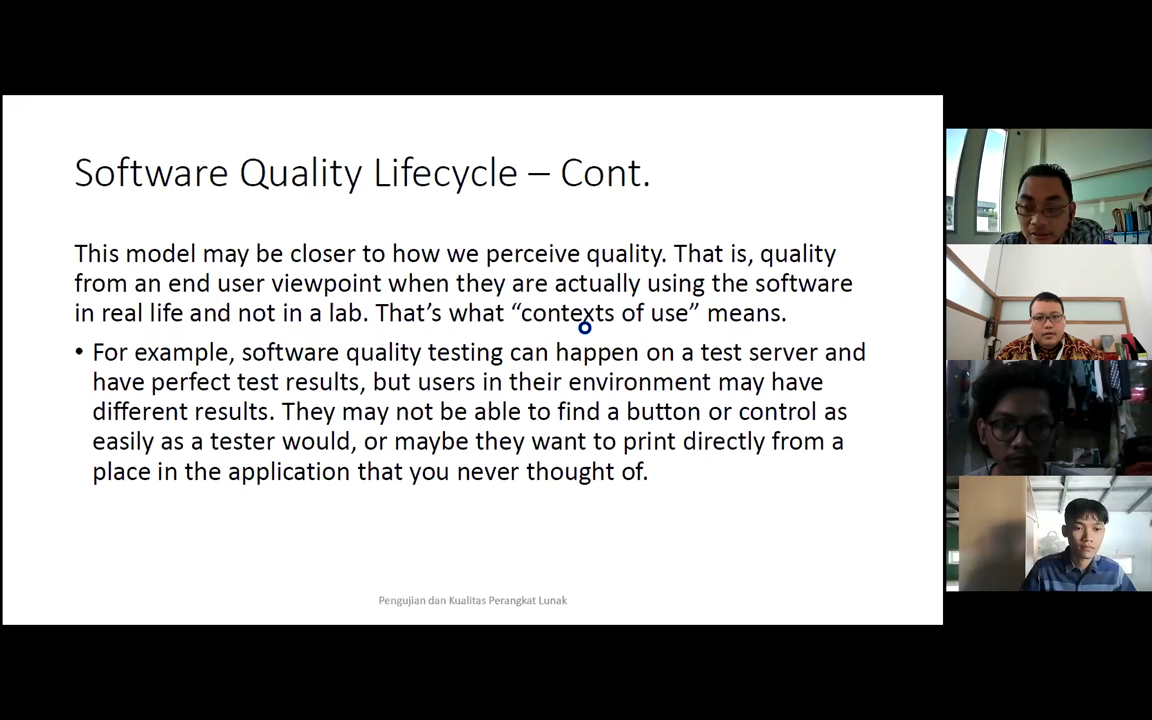 Software Quality Lifecycle – Cont.
This model may be closer to how we perceive quality. That is, quality
from an end user viewpoint when they are actually using the software
in real life and not in a lab. That’s what “contexts of use” means.
• For example, software quality testing can happen on a test server and
have perfect test results, but users in their environment may have
different results. They may not be able to find a button or control as
easily as a tester would, or maybe they want to print directly from a
place in the application that you never thought of.
Pengujian dan Kualitas Perangkat Lunak